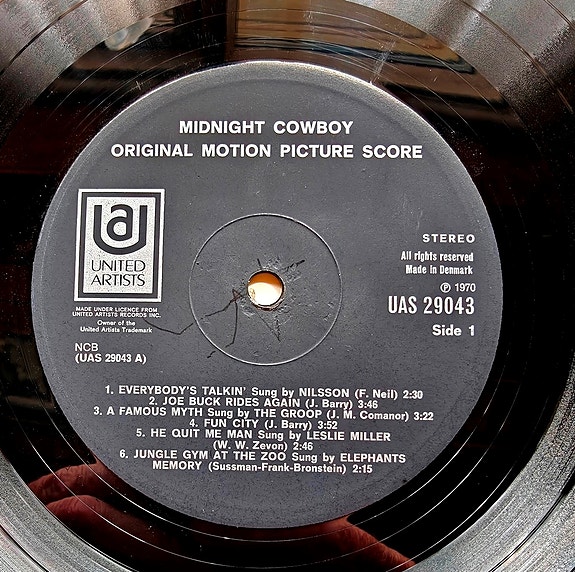 MIDNIGHT COWBOY
ORIGINAL MOTION PICTURE SCORE
ua
UNITED
ARTISTS
MADE UNDER LICENCE FROM
UNITED ARTISTS RECORDS INC.
Owner of the
United Artists Trademark
NCB
(UAS 29043 A)
STEREO
All rights reserved
Made in Denmark
℗ 1970
UAS 29043
Side 1
1. EVERYBODY'S TALKIN' Sung by NILSSON (F. Neil) 2:30
2. JOE BUCK RIDES AGAIN (J. Barry) 3:46
3. A FAMOUS MYTH Sung by THE GROOP (J. M. Comanor) 3:22
4. FUN CITY (J. Barry) 3:52
5. HE QUIT ME MAN Sung by LESLIE MILLER
(W. W. Zevon) 2:46
6. JUNGLE GYM AT THE ZOO Sung by ELEPHANTS
MEMORY (Sussman-Frank-Bronstein) 2:15